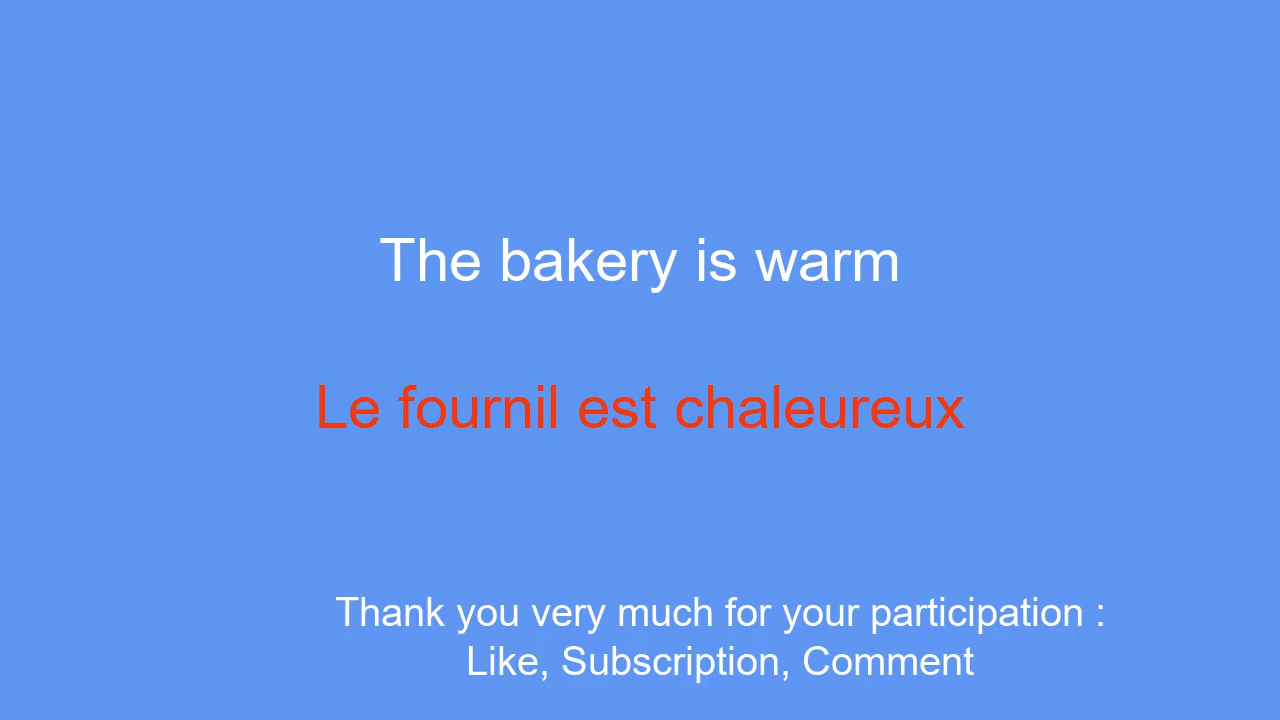 The bakery is warm
Le fournil est chaleureux
Thank you very much for your participation :
Like, Subscription, Comment